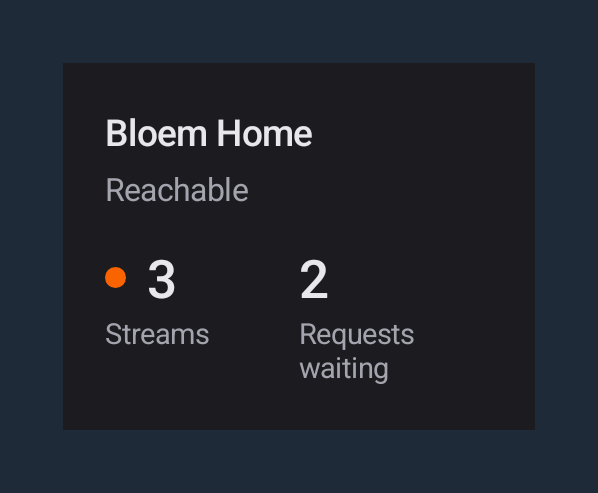 Bloem Home
Reachable
3
Streams
2
Requests
waiting